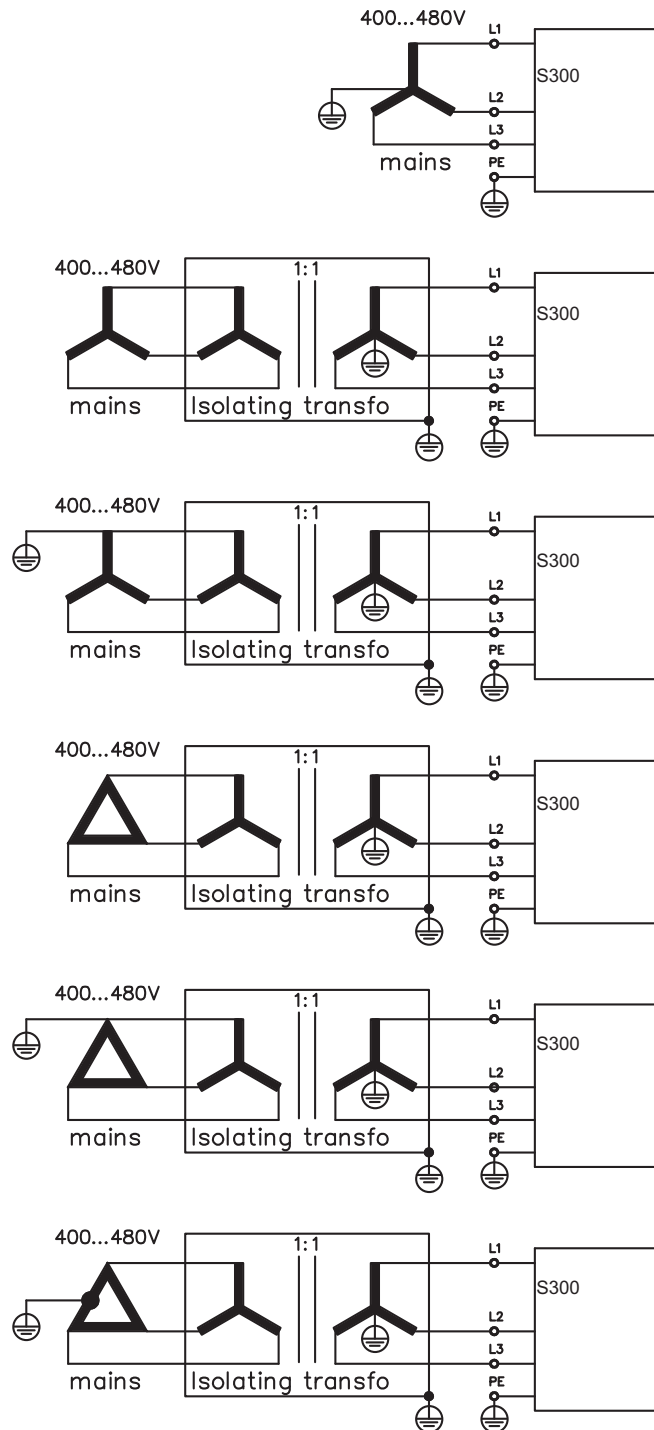 400...480V
L1
S300
L2
L3
mains
PE
400...480V
1:1
L1
S300
L2
L3
mains
Isolating transfo
PE
400...480V
1:1
L1
S300
L2
L3
mains
Isolating transfo
PE
400...480V
1:1
L1
S300
L2
L3
mains
Isolating transfo
PE
400...480V
1:1
L1
S300
L2
L3
mains
Isolating transfo
PE
400...480V
1:1
L1
S300
L2
L3
mains
Isolating transfo
PE